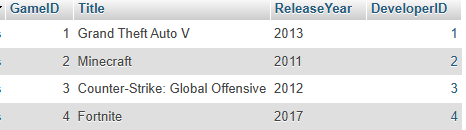 GameID Title ReleaseYear DeveloperID
1 Grand Theft Auto V 2013 1
2 Minecraft 2011 2
3 Counter-Strike: Global Offensive 2012 3
4 Fortnite 2017 4